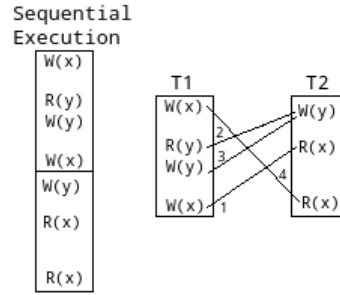 Sequential
Execution
W(x)
R(y)
W(y)
W(x)
W(y)
R(x)
R(x)
T1
W(x)
R(y)
W(y)
W(x)
2
3
1
4
T2
W(y)
R(x)
R(x)